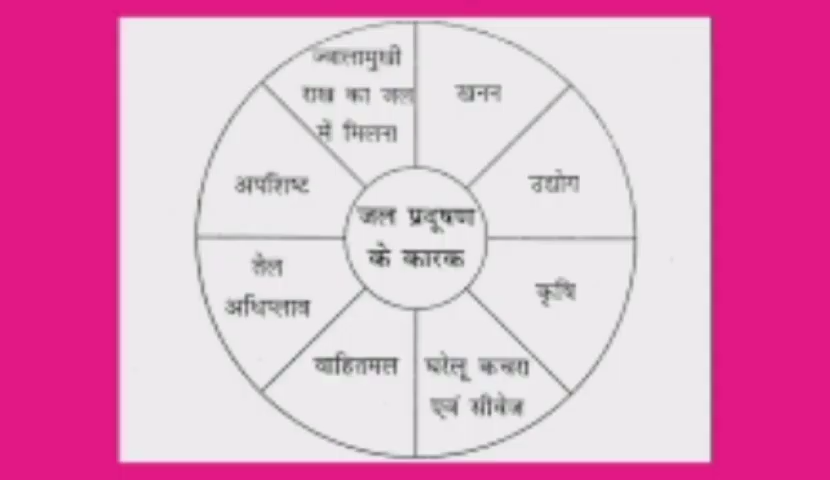 ज्वालामुखी
राख का जल
में मिलना
खनन
उद्योग
कृषि
घरेलू कचरा
एवं सीवेज
वाहितमल
तेल
अधिप्लाव
अपशिष्ट
जल प्रदूषण
के कारक